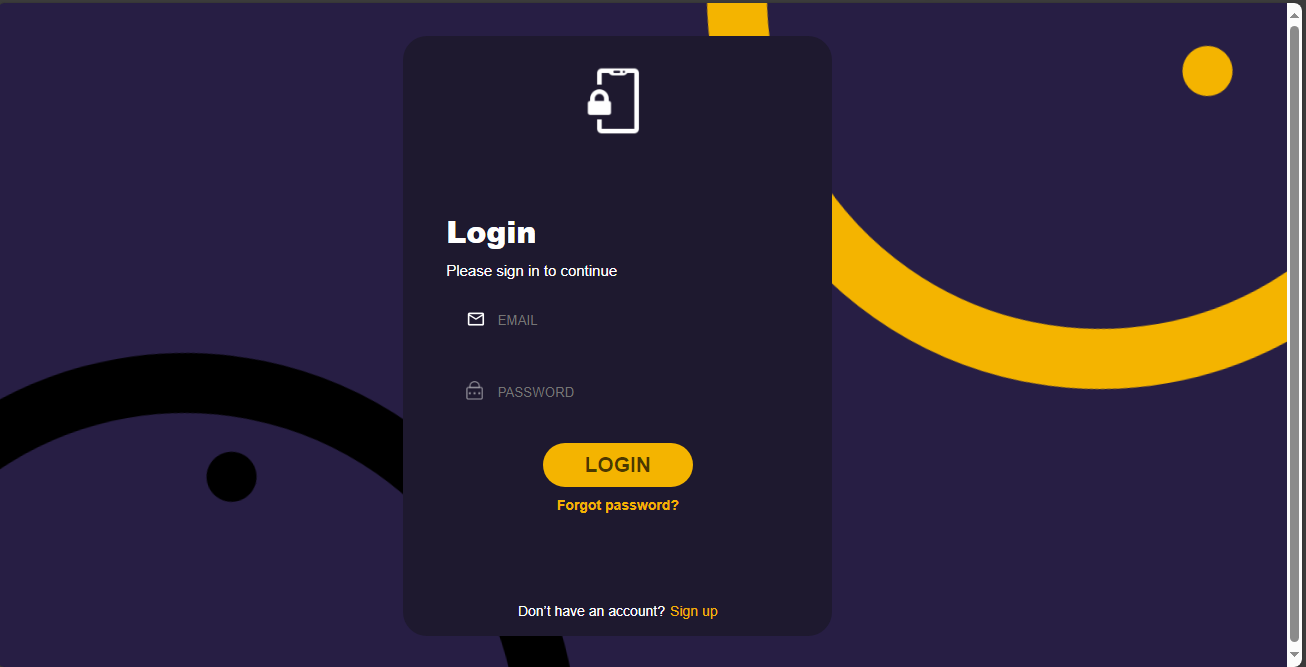 Login
Please sign in to continue
EMAIL
PASSWORD
LOGIN
Forgot password?
Don't have an account? Sign up